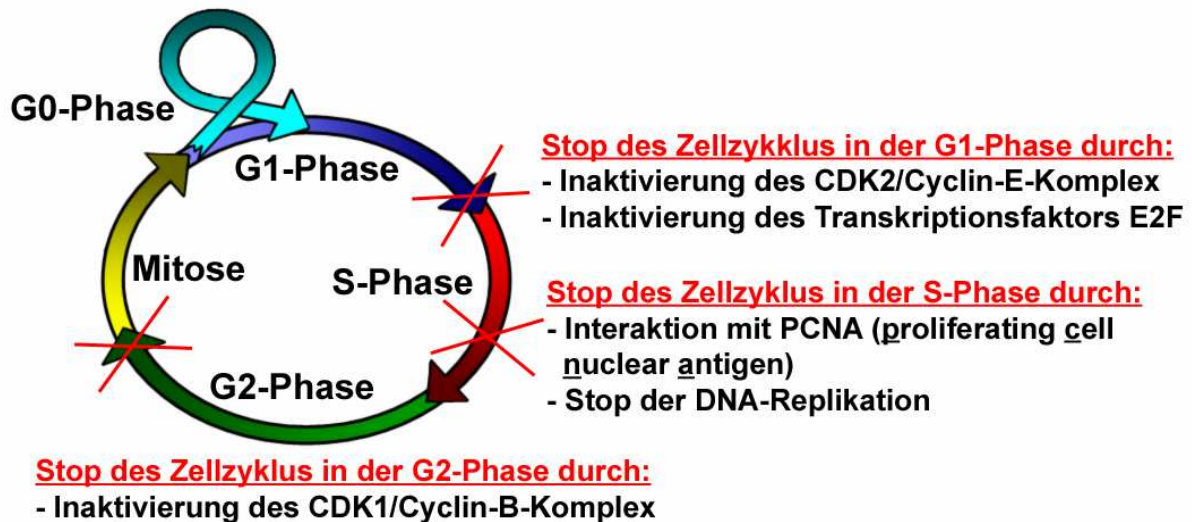 G0-Phase
G1-Phase
Stop des Zellzykklus in der G1-Phase durch:
- Inaktivierung des CDK2/Cyclin-E-Komplex
- Inaktivierung des Transkriptionsfaktors E2F
Mitose
S-Phase
Stop des Zellzyklus in der S-Phase durch:
- Interaktion mit PCNA (proliferating cell
nuclear antigen)
- Stop der DNA-Replikation
G2-Phase
Stop des Zellzyklus in der G2-Phase durch:
- Inaktivierung des CDK1/Cyclin-B-Komplex